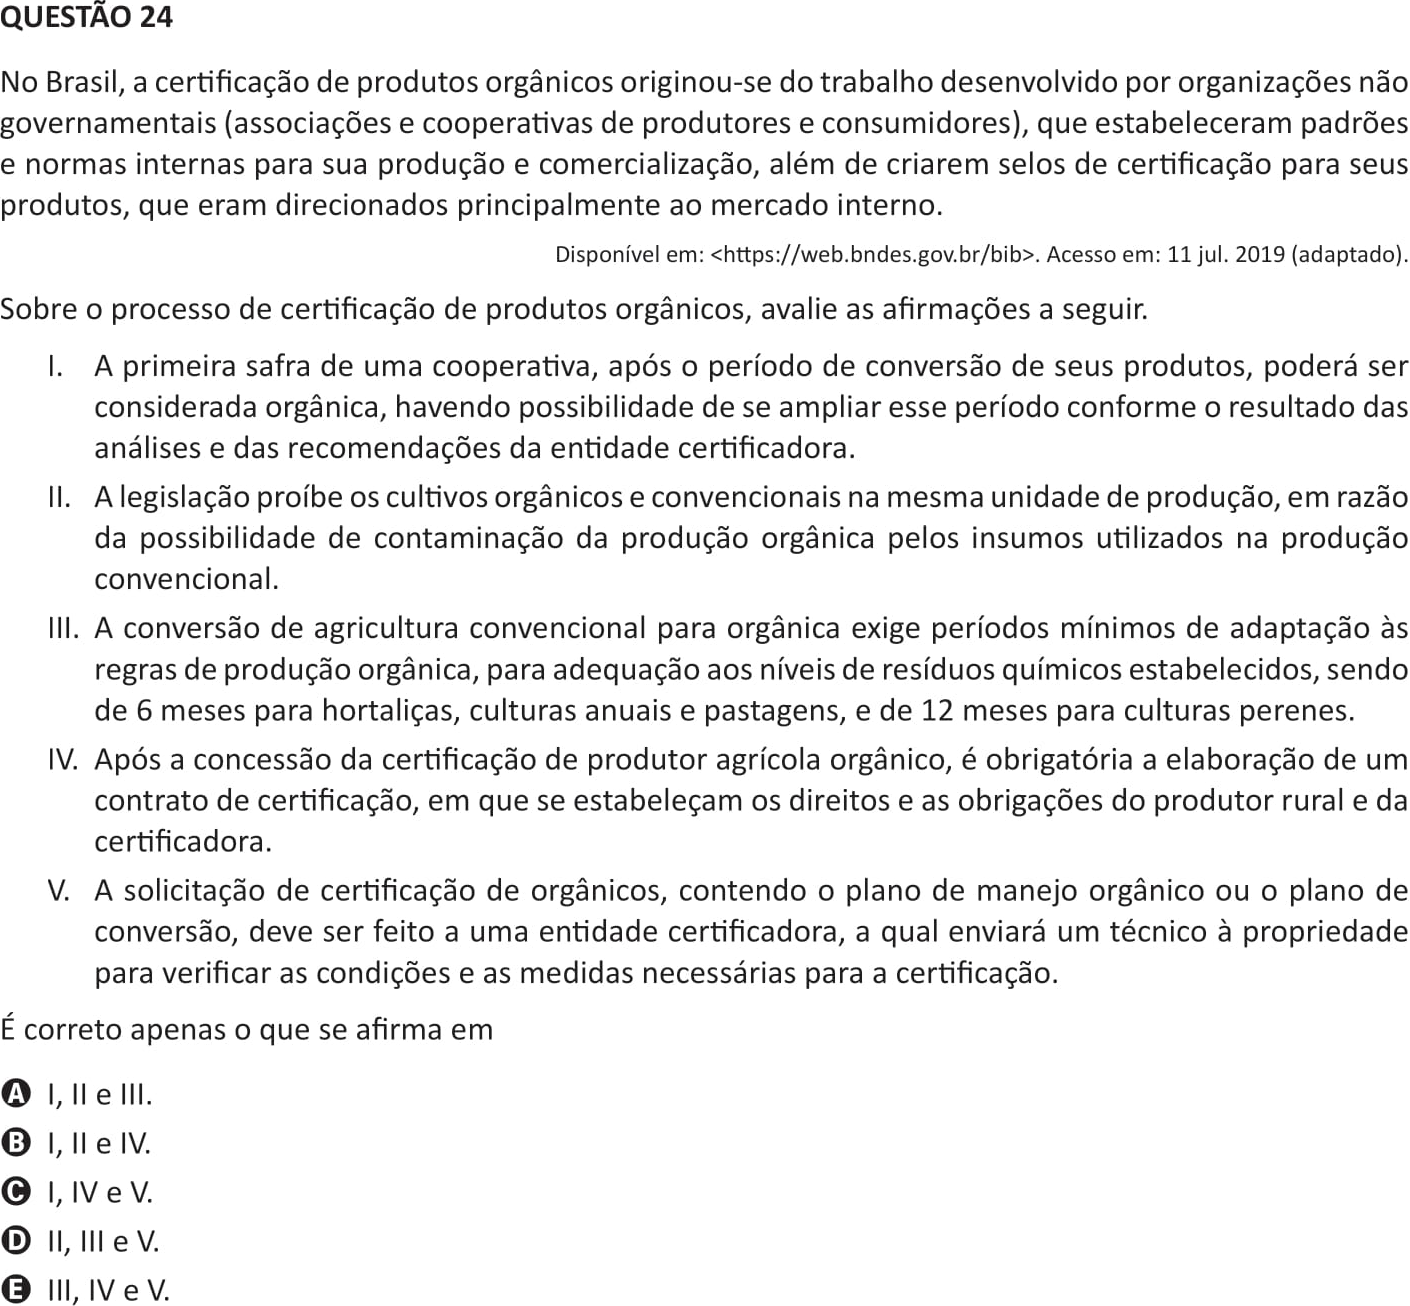 QUESTÃO 24
No Brasil, a certificação de produtos orgânicos originou-se do trabalho desenvolvido por organizações não
governamentais (associações e cooperativas de produtores e consumidores), que estabeleceram padrões
e normas internas para sua produção e comercialização, além de criarem selos de certificação para seus
produtos, que eram direcionados principalmente ao mercado interno.
Disponível em: <https://web.bndes.gov.br/bib>. Acesso em: 11 jul. 2019 (adaptado).
Sobre o processo de certificação de produtos orgânicos, avalie as afirmações a seguir.
I. A primeira safra de uma cooperativa, após o período de conversão de seus produtos, poderá ser
considerada orgânica, havendo possibilidade de se ampliar esse período conforme o resultado das
análises e das recomendações da entidade certificadora.
II. A legislação proíbe os cultivos orgânicos e convencionais na mesma unidade de produção, em razão
da possibilidade de contaminação da produção orgânica pelos insumos utilizados na produção
convencional.
III. A conversão de agricultura convencional para orgânica exige períodos mínimos de adaptação às
regras de produção orgânica, para adequação aos níveis de resíduos químicos estabelecidos, sendo
de 6 meses para hortaliças, culturas anuais e pastagens, e de 12 meses para culturas perenes.
IV. Após a concessão da certificação de produtor agrícola orgânico, é obrigatória a elaboração de um
contrato de certificação, em que se estabeleçam os direitos e as obrigações do produtor rural e da
certificadora.
V. A solicitação de certificação de orgânicos, contendo o plano de manejo orgânico ou o plano de
conversão, deve ser feito a uma entidade certificadora, a qual enviará um técnico à propriedade
para verificar as condições e as medidas necessárias para a certificação.
É correto apenas o que se afirma em
A I, II e III.
B I, II e IV.
C I, IV e V.
D II, III e V.
E III, IV e V.